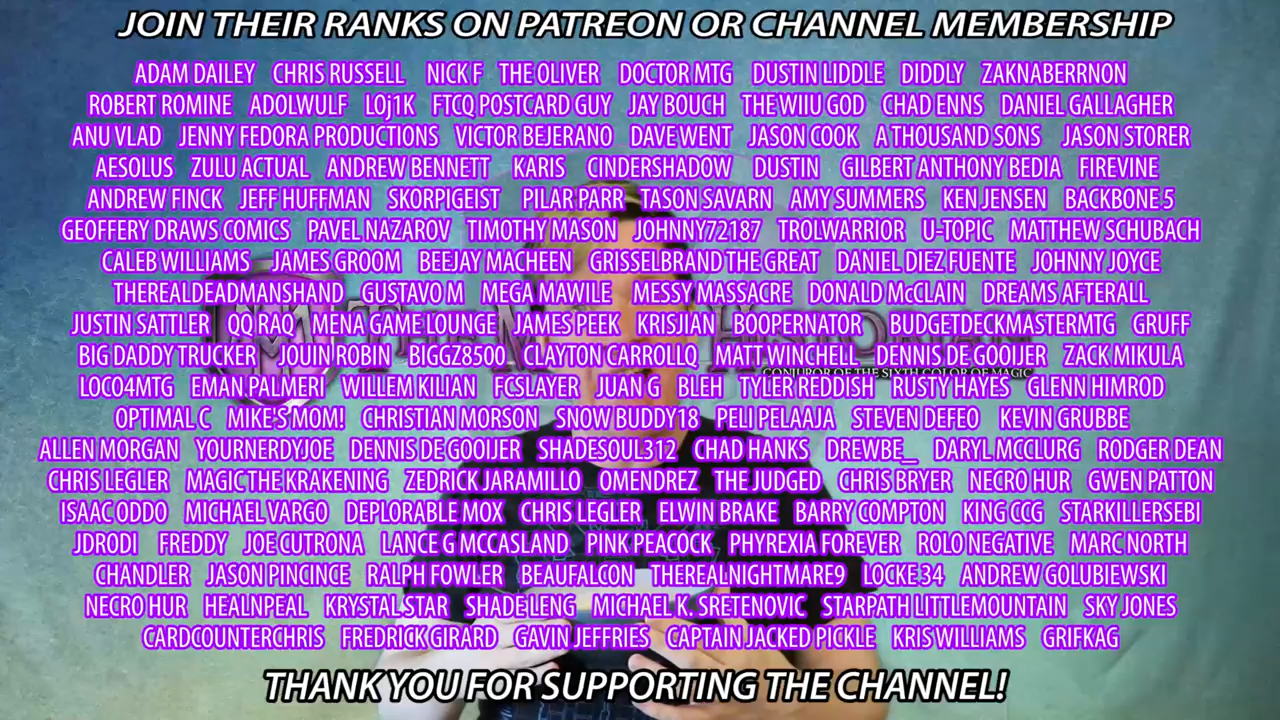 JOIN THEIR RANKS ON PATREON OR CHANNEL MEMBERSHIP
ADAM DAILEY CHRIS RUSSELL NICK F THE OLIVER DOCTOR MTG DUSTIN LIDDLE DIDDLY ZAKNABERRNON
ROBERT ROMINE ADOLWULF LOj1K FTCQ POSTCARD GUY JAY BOUCH THE WIIU GOD CHAD ENNS DANIEL GALLAGHER
ANU VLAD JENNY FEDORA PRODUCTIONS VICTOR BEJERANO DAVE WENT JASON COOK A THOUSAND SONS JASON STORER
AESOLUS ZULU ACTUAL ANDREW BENNETT KARIS CINDERSHADOW DUSTIN GILBERT ANTHONY BEDIA FIREVINE
ANDREW FINCK JEFF HUFFMAN SKORPIGEIST PILAR PARR TASON SAVARN AMY SUMMERS KEN JENSEN BACKBONE 5
GEOFFERY DRAWS COMICS PAVEL NAZAROV TIMOTHY MASON JOHNNY72187 TROLWARRIOR U-TOPIC MATTHEW SCHUBACH
CALEB WILLIAMS JAMES GROOM BEEJAY MACHEEN GRISSELBRAND THE GREAT DANIEL DIEZ FUENTE JOHNNY JOYCE
THEREALDEADMANSHAND GUSTAVO M MEGA MAWILE MESSY MASSACRE DONALD McCLAIN DREAMS AFTERALL
JUSTIN SATTLER QQ RAQ MENA GAME LOUNGE JAMES PEEK KRISJIAN BOOPERNATOR BUDGETDECKMASTERMTG GRUFF
BIG DADDY TRUCKER JOUIN ROBIN BIGGZ8500 CLAYTON CARROLLQ MATT WINCHELL DENNIS DE GOOIJER ZACK MIKULA
CONJUROR OF THE SIXTH COLOR OF MAGIC
LOCO4MTG EMAN PALMERI WILLEM KILIAN FCSLAYER JUAN G BLEH TYLER REDDISH RUSTY HAYES GLENN HIMROD
OPTIMAL C MIKE'S MOM! CHRISTIAN MORSON SNOW BUDDY18 PELI PELAAJA STEVEN DEFEO KEVIN GRUBBE
ALLEN MORGAN YOURNERDYJOE DENNIS DE GOOIJER SHADESOUL312 CHAD HANKS DREWBE_ DARYL MCCLURG RODGER DEAN
CHRIS LEGLER MAGIC THE KRAKENING ZEDRICK JARAMILLO OMENDREZ THE JUDGED CHRIS BRYER NECRO HUR GWEN PATTON
ISAAC ODDO MICHAEL VARGO DEPLORABLE MOX CHRIS LEGLER ELWIN BRAKE BARRY COMPTON KING CCG STARKILLERSEBI
JDRODI FREDDY JOE CUTRONA LANCE G MCCASLAND PINK PEACOCK PHYREXIA FOREVER ROLO NEGATIVE MARC NORTH
CHANDLER JASON PINCINCE RALPH FOWLER BEAUFALCON THEREALNIGHTMARE9 LOCKE 34 ANDREW GOLUBIEWSKI
NECRO HUR HEALNPEAL KRYSTAL STAR SHADE LENG MICHAEL K. SRETENOVIC STARPATH LITTLEMOUNTAIN SKY JONES
CARDCOUNTERCHRIS FREDRICK GIRARD GAVIN JEFFRIES CAPTAIN JACKED PICKLE KRIS WILLIAMS GRIFKAG
THANK YOU FOR SUPPORTING THE CHANNEL!